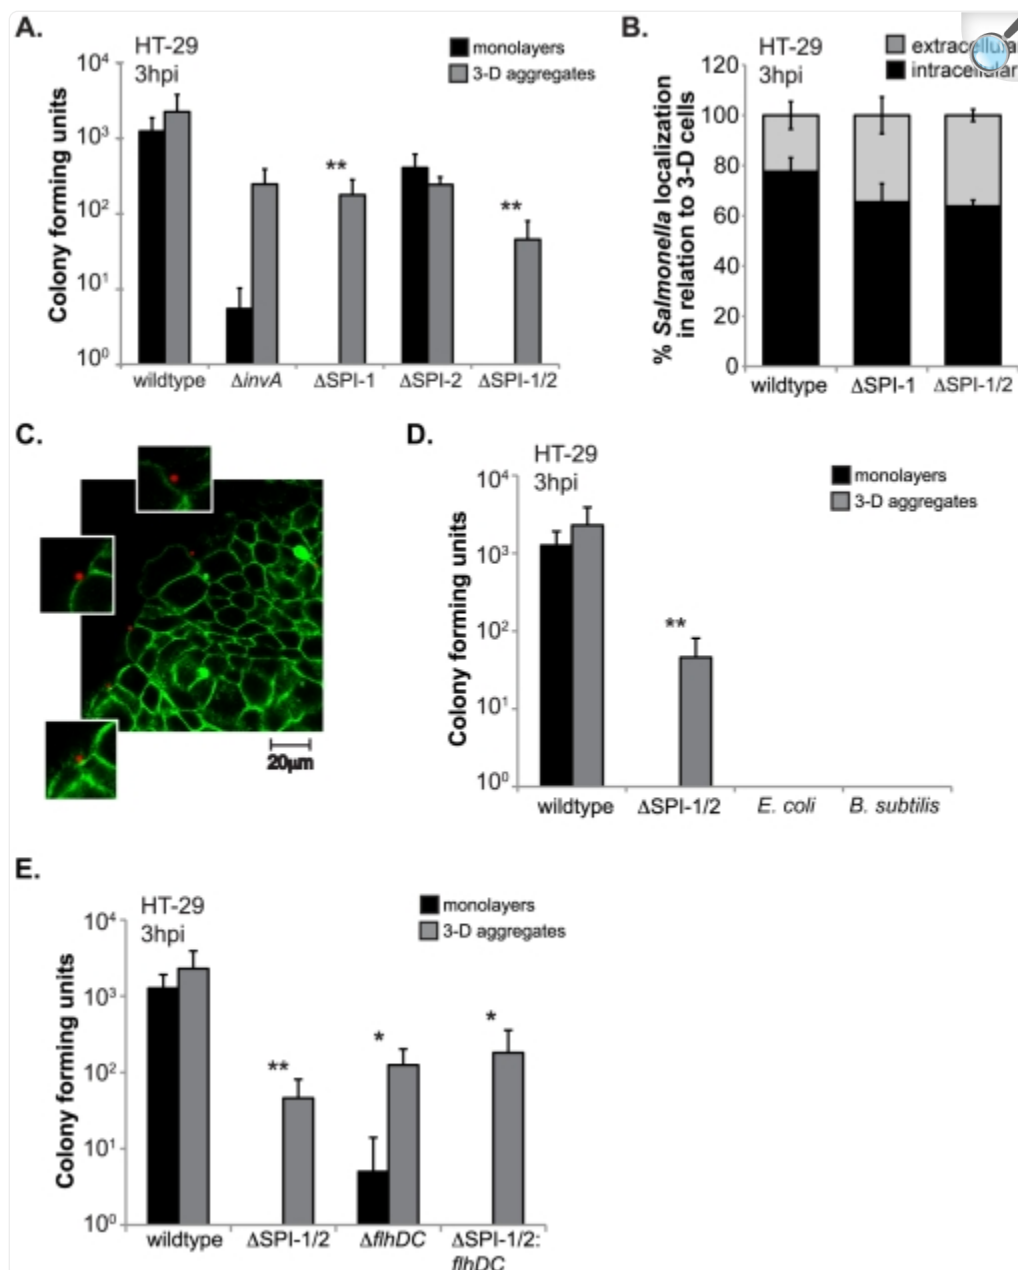 A.
HT-29
3hpi
monolayers
3-D aggregates
Colony forming units
10⁴
10³
10²
10¹
10⁰
**
**
wildtype ΔinvA ΔSPI-1 ΔSPI-2 ΔSPI-1/2
B.
HT-29
3hpi
extracellular
intracellular
% Salmonella localization
in relation to 3-D cells
120
100
80
60
40
20
0
wildtype ΔSPI-1 ΔSPI-1/2
C.
20µm
D.
HT-29
3hpi
monolayers
3-D aggregates
Colony forming units
10⁴
10³
10²
10¹
10⁰
**
wildtype ΔSPI-1/2 E. coli B. subtilis
E.
HT-29
3hpi
monolayers
3-D aggregates
Colony forming units
10⁴
10³
10²
10¹
10⁰
**
*
*
wildtype ΔSPI-1/2 ΔflhDC ΔSPI-1/2:
flhDC